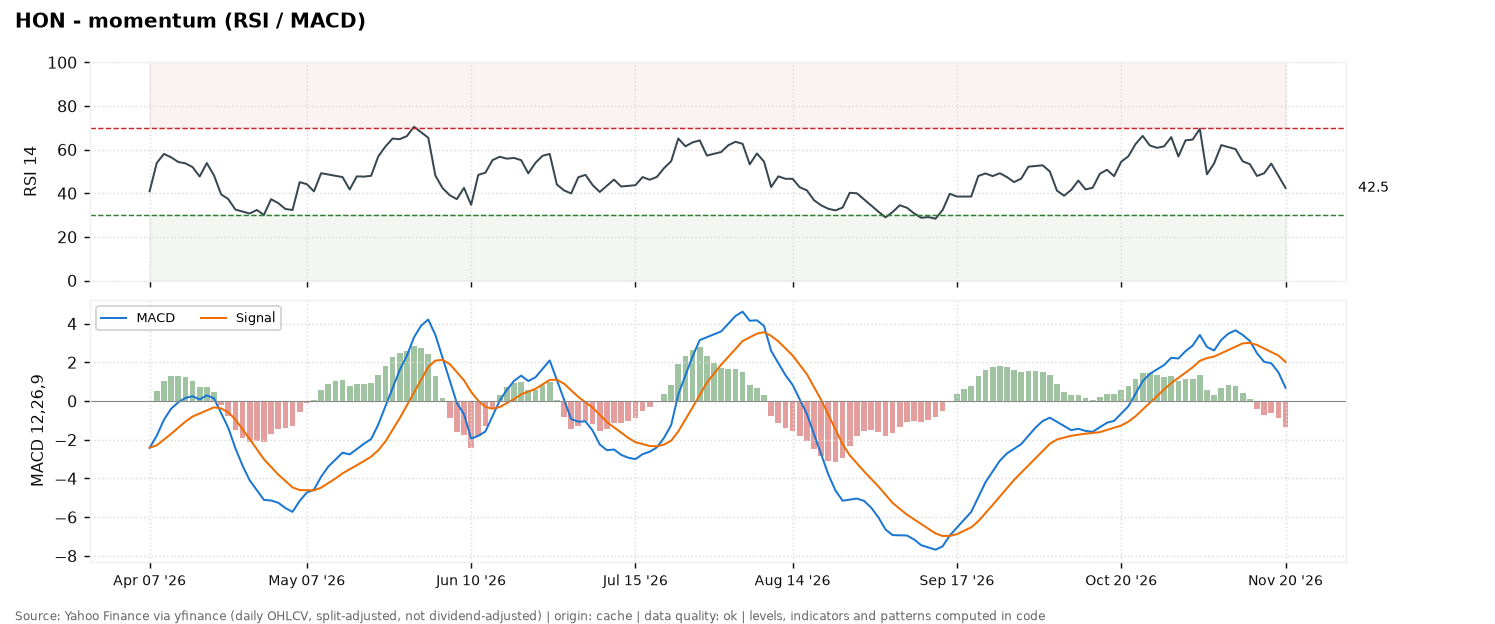 HON - momentum (RSI / MACD)
100
80
60
40
20
0
RSI 14
42.5
MACD
Signal
4
2
0
−2
−4
−6
−8
MACD 12,26,9
Apr 07 '26
May 07 '26
Jun 10 '26
Jul 15 '26
Aug 14 '26
Sep 17 '26
Oct 20 '26
Nov 20 '26
Source: Yahoo Finance via yfinance (daily OHLCV, split-adjusted, not dividend-adjusted) | origin: cache | data quality: ok | levels, indicators and patterns computed in code